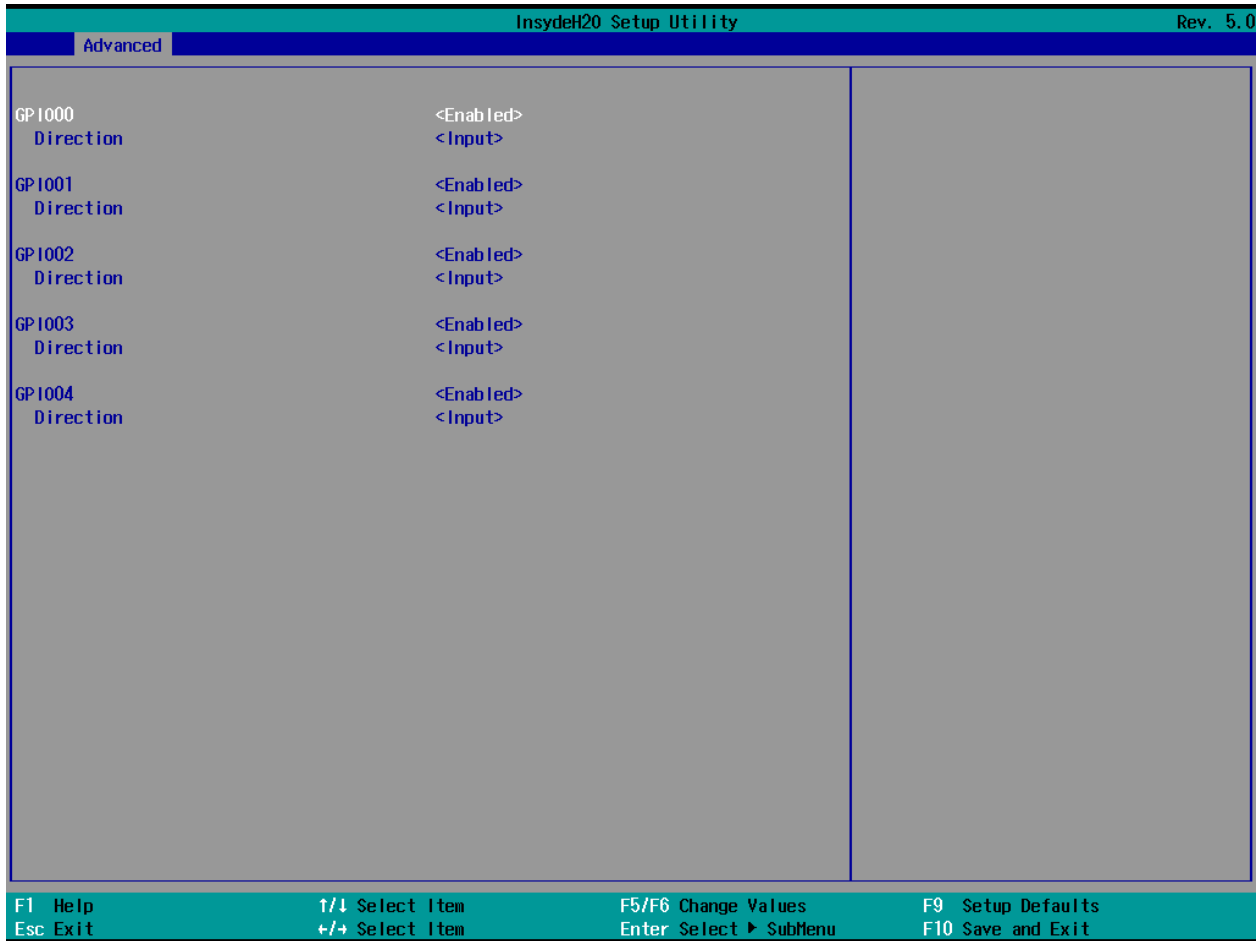 InsydeH2O Setup Utility Rev. 5.0
Advanced
GPIO00 <Enabled>
Direction <Input>
GPIO01 <Enabled>
Direction <Input>
GPIO02 <Enabled>
Direction <Input>
GPIO03 <Enabled>
Direction <Input>
GPIO04 <Enabled>
Direction <Input>
F1 Help ↑/↓ Select Item F5/F6 Change Values F9 Setup Defaults
Esc Exit ←/→ Select Item Enter Select ▶ SubMenu F10 Save and Exit